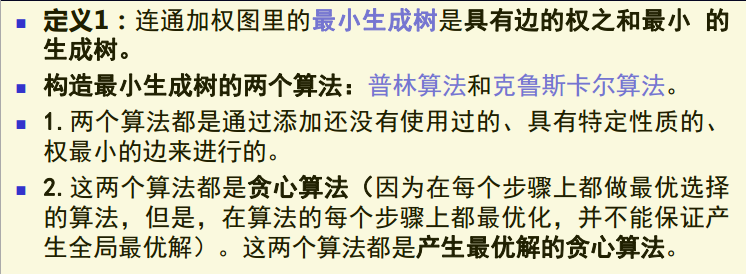 定义1：连通加权图里的最小生成树是具有边的权之和最小 的
生成树。
构造最小生成树的两个算法：普林算法和克鲁斯卡尔算法。
1.两个算法都是通过添加还没有使用过的、具有特定性质的、
权最小的边来进行的。
2.这两个算法都是贪心算法（因为在每个步骤上都做最优选择
的算法，但是，在算法的每个步骤上都最优化，并不能保证产
生全局最优解）。这两个算法都是产生最优解的贪心算法。